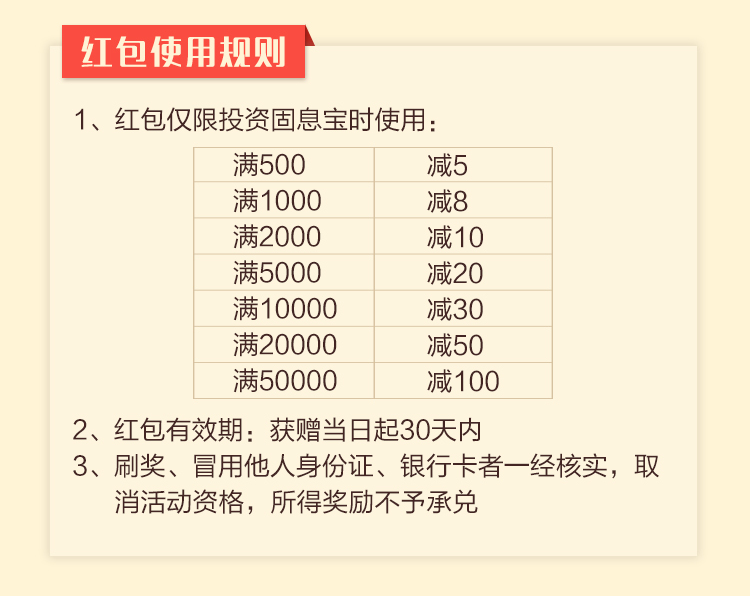 红包使用规则
1、红包仅限投资固息宝时使用:
满500 减5
满1000 减8
满2000 减10
满5000 减20
满10000 减30
满20000 减50
满50000 减100
2、红包有效期: 获赠当日起30天内
3、刷奖、冒用他人身份证、银行卡者一经核实，取
消活动资格，所得奖励不予承兑